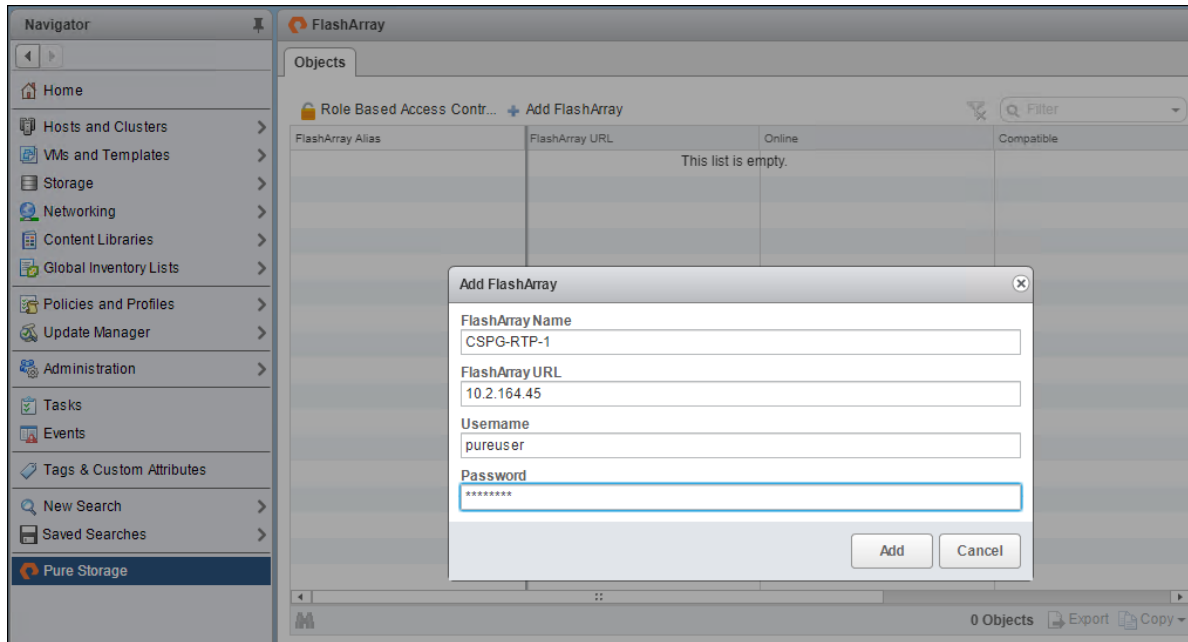 Navigator
FlashArray
Objects
Home
Role Based Access Contr...
Add FlashArray
Filter
Hosts and Clusters
VMs and Templates
Storage
Networking
Content Libraries
Global Inventory Lists
Policies and Profiles
Update Manager
Administration
Tasks
Events
Tags & Custom Attributes
New Search
Saved Searches
Pure Storage
FlashArray Alias
FlashArray URL
Online
Compatible
This list is empty.
Add FlashArray
FlashArray Name
CSPG-RTP-1
FlashArray URL
10.2.164.45
Username
pureuser
Password
********
Add
Cancel
0 Objects
Export
Copy